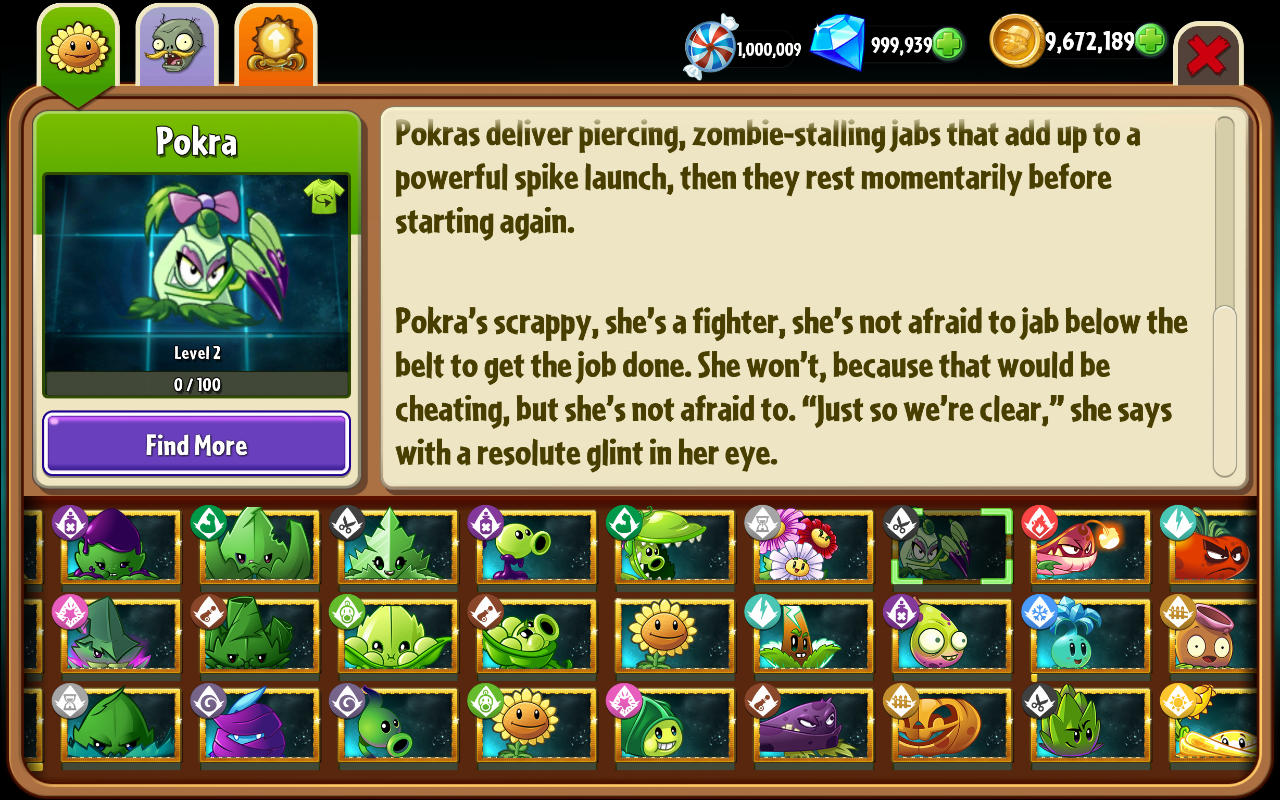 1,000,009
999,939
9,672,189
Pokra
Level 2
0 / 100
Find More
Pokras deliver piercing, zombie-stalling jabs that add up to a
powerful spike launch, then they rest momentarily before
starting again.
Pokra's scrappy, she's a fighter, she's not afraid to jab below the
belt to get the job done. She won't, because that would be
cheating, but she's not afraid to. “Just so we're clear,” she says
with a resolute glint in her eye.